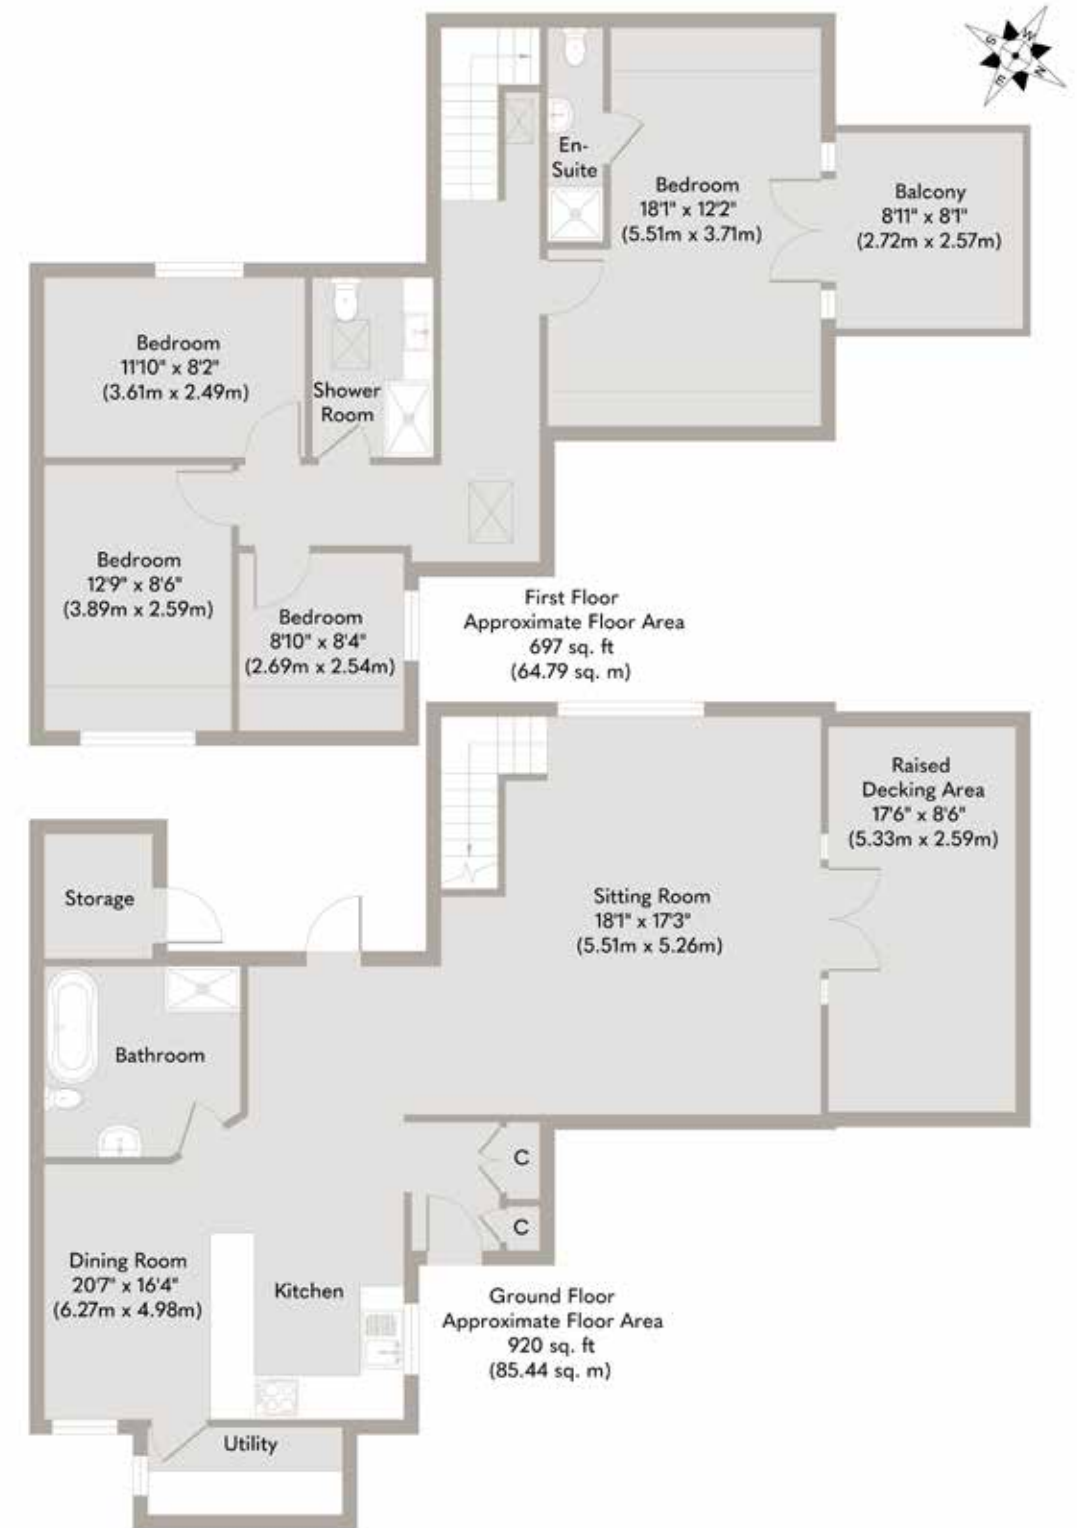 S
W
E
N
En-
Suite
Bedroom
18'1" x 12'2"
(5.51m x 3.71m)
Balcony
8'11" x 8'1"
(2.72m x 2.57m)
Bedroom
11'10" x 8'2"
(3.61m x 2.49m)
Shower
Room
Bedroom
12'9" x 8'6"
(3.89m x 2.59m)
Bedroom
8'10" x 8'4"
(2.69m x 2.54m)
First Floor
Approximate Floor Area
697 sq. ft
(64.79 sq. m)
Raised
Decking Area
17'6" x 8'6"
(5.33m x 2.59m)
Storage
Sitting Room
18'1" x 17'3"
(5.51m x 5.26m)
Bathroom
C
C
Dining Room
20'7" x 16'4"
(6.27m x 4.98m)
Kitchen
Ground Floor
Approximate Floor Area
920 sq. ft
(85.44 sq. m)
Utility